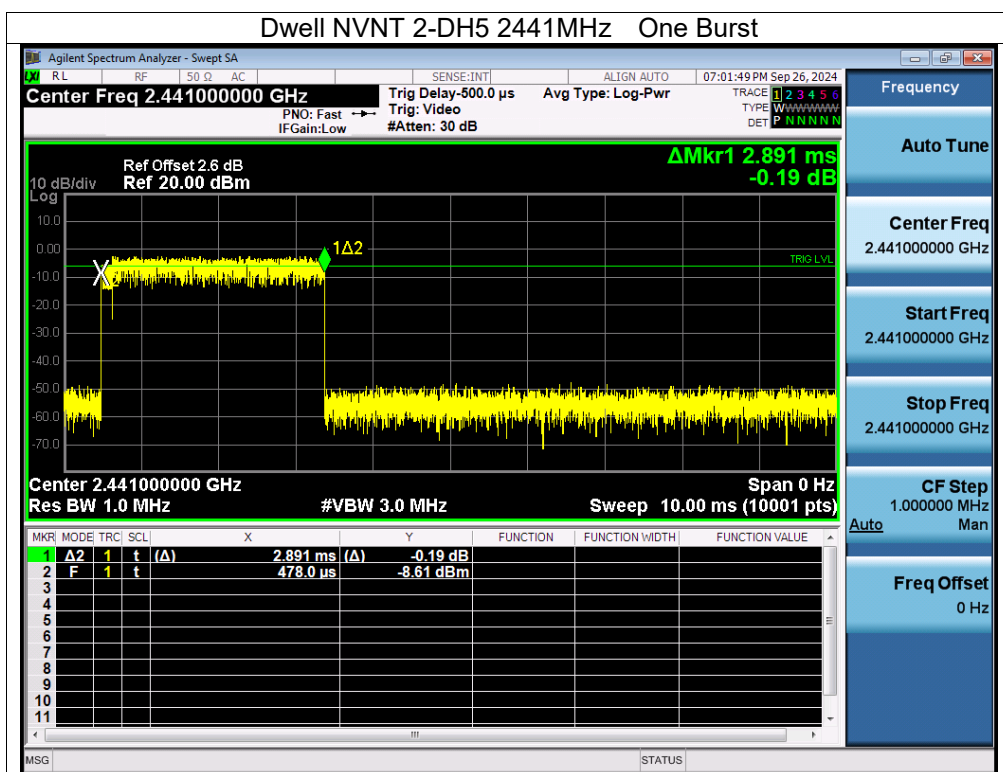 Dwell NVNT 2-DH5 2441MHz One Burst
Agilent Spectrum Analyzer - Swept SA
LXI RL RF 50 Ω AC SENSE:INT ALIGN AUTO 07:01:49 PM Sep 26, 2024
Center Freq 2.441000000 GHz
PNO: Fast
IFGain:Low
Trig Delay-500.0 µs
Trig: Video
#Atten: 30 dB
Avg Type: Log-Pwr
TRACE 1 2 3 4 5 6
TYPE WWWWWW
DET P N N N N N
ΔMkr1 2.891 ms
-0.19 dB
Ref Offset 2.6 dB
10 dB/div Ref 20.00 dBm
Log
10.0
0.00
-10.0
-20.0
-30.0
-40.0
-50.0
-60.0
-70.0
1Δ2
TRIG LVL
Center 2.441000000 GHz Span 0 Hz
Res BW 1.0 MHz #VBW 3.0 MHz Sweep 10.00 ms (10001 pts)
MKR MODE TRC SCL X Y FUNCTION FUNCTION WIDTH FUNCTION VALUE
1 Δ2 1 t (Δ) 2.891 ms (Δ) -0.19 dB
2 F 1 t 478.0 µs -8.61 dBm
3
4
5
6
7
8
9
10
11
MSG STATUS
Frequency
Auto Tune
Center Freq
2.441000000 GHz
Start Freq
2.441000000 GHz
Stop Freq
2.441000000 GHz
CF Step
1.000000 MHz
Auto Man
Freq Offset
0 Hz